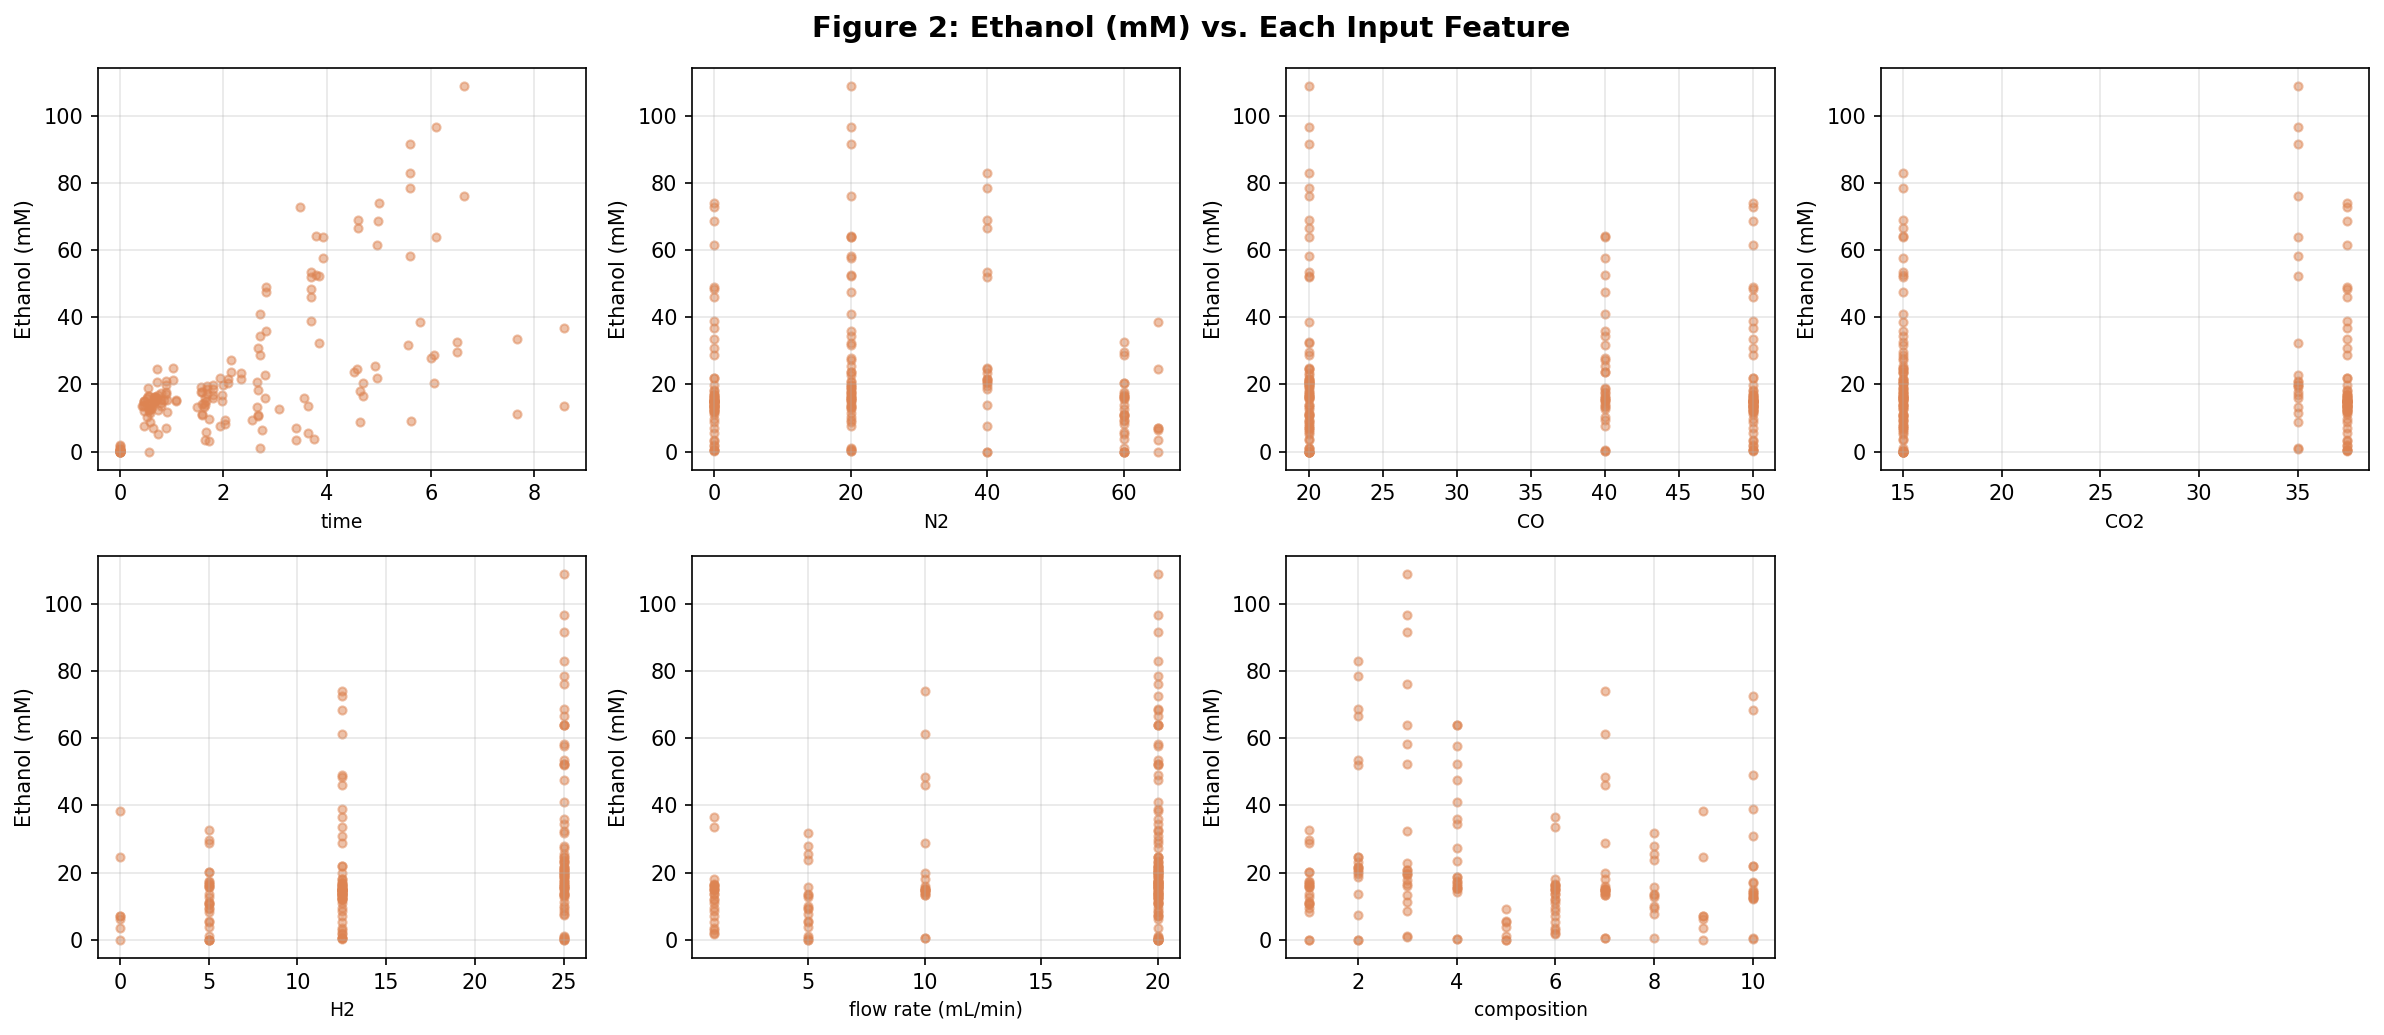 Figure 2: Ethanol (mM) vs. Each Input Feature
Ethanol (mM)
100
80
60
40
20
0
0 2 4 6 8
time
Ethanol (mM)
100
80
60
40
20
0
0 20 40 60
N2
Ethanol (mM)
100
80
60
40
20
0
20 25 30 35 40 45 50
CO
Ethanol (mM)
100
80
60
40
20
0
15 20 25 30 35
CO2
Ethanol (mM)
100
80
60
40
20
0
0 5 10 15 20 25
H2
Ethanol (mM)
100
80
60
40
20
0
5 10 15 20
flow rate (mL/min)
Ethanol (mM)
100
80
60
40
20
0
2 4 6 8 10
composition